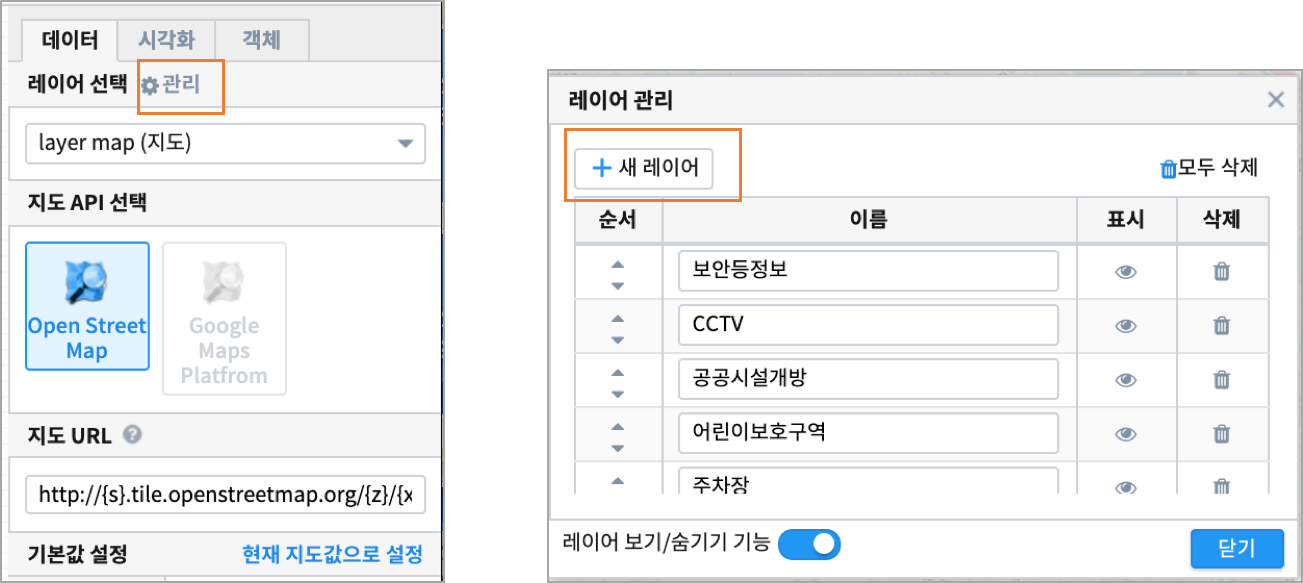 데이터 시각화 객체
레이어 선택 관리
layer map (지도)
지도 API 선택
Open Street
Map
Google
Maps
Platfrom
지도 URL ?
http://{s}.tile.openstreetmap.org/{z}/{x
기본값 설정 현재 지도값으로 설정
레이어 관리
+ 새 레이어 모두 삭제
순서 이름 표시 삭제
보안등정보
CCTV
공공시설개방
어린이보호구역
주차장
레이어 보기/숨기기 기능 닫기